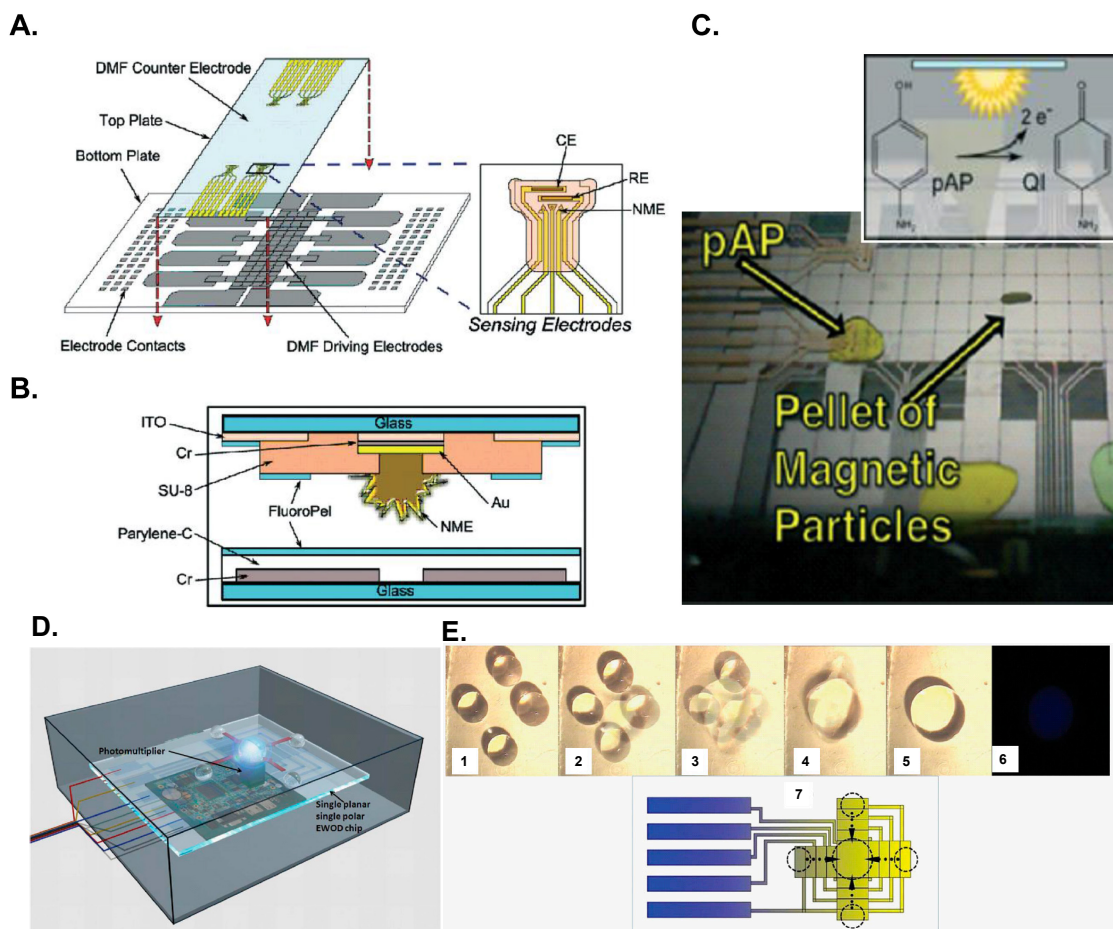 A.
DMF Counter Electrode
Top Plate
Bottom Plate
Electrode Contacts
DMF Driving Electrodes
CE
RE
NME
Sensing Electrodes
B.
ITO
Glass
Cr
SU-8
Au
FluoroPel
NME
Parylene-C
Cr
Glass
C.
OH
O
2 e⁻
pAP
QI
NH₂
NH₂
pAP
Pellet of
Magnetic
Particles
D.
Photomultiplier
Single planar
single polar
EWOD chip
E.
1
2
3
4
5
6
7